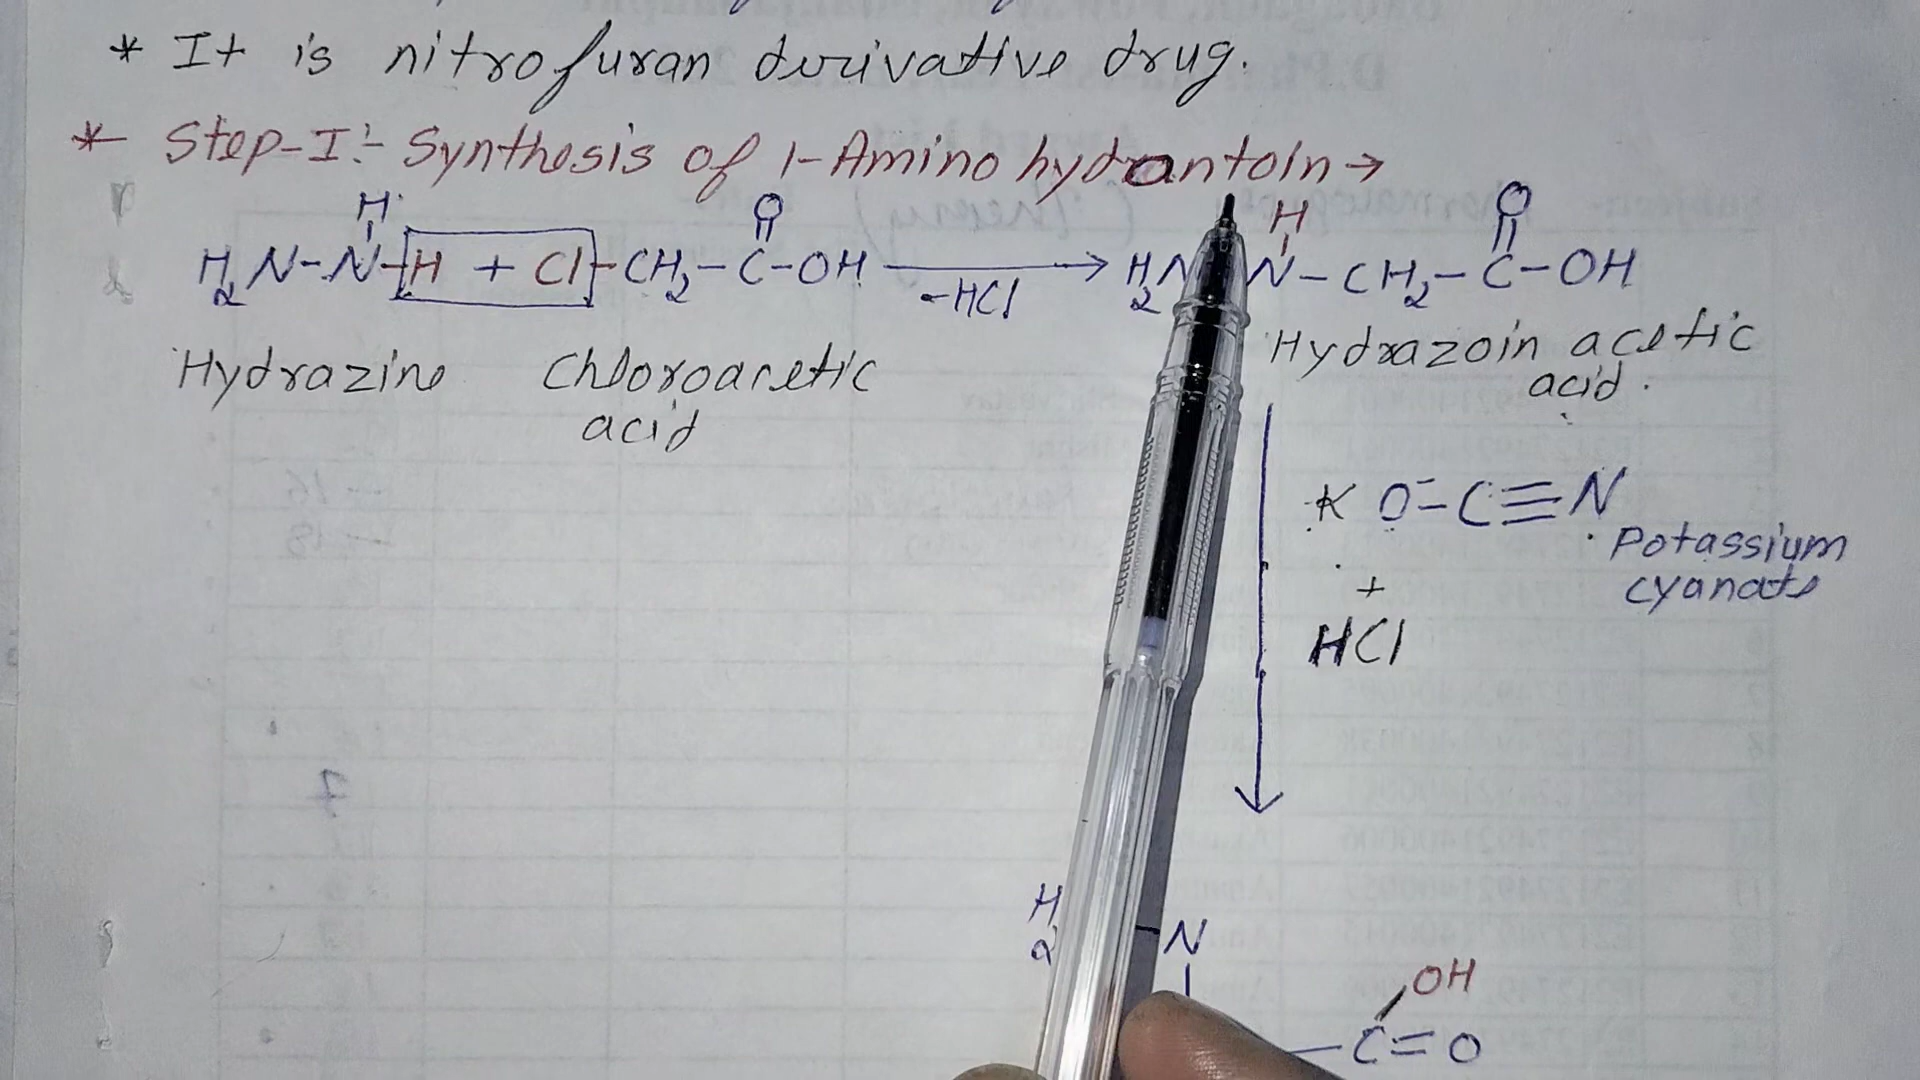 * It is nitrofuran derivative drug.
* Step-I:- Synthesis of 1-Amino hydantoin →
H₂N-N-H + Cl-CH₂-C-OH → H₂N N-CH₂-C-OH
H O H O
-HCl
Hydrazine Chloroacetic acid
Hydrazoin acetic acid.
K O⁻-C≡N
Potassium cyanate
+
HCl
H₂ N
OH
C=O